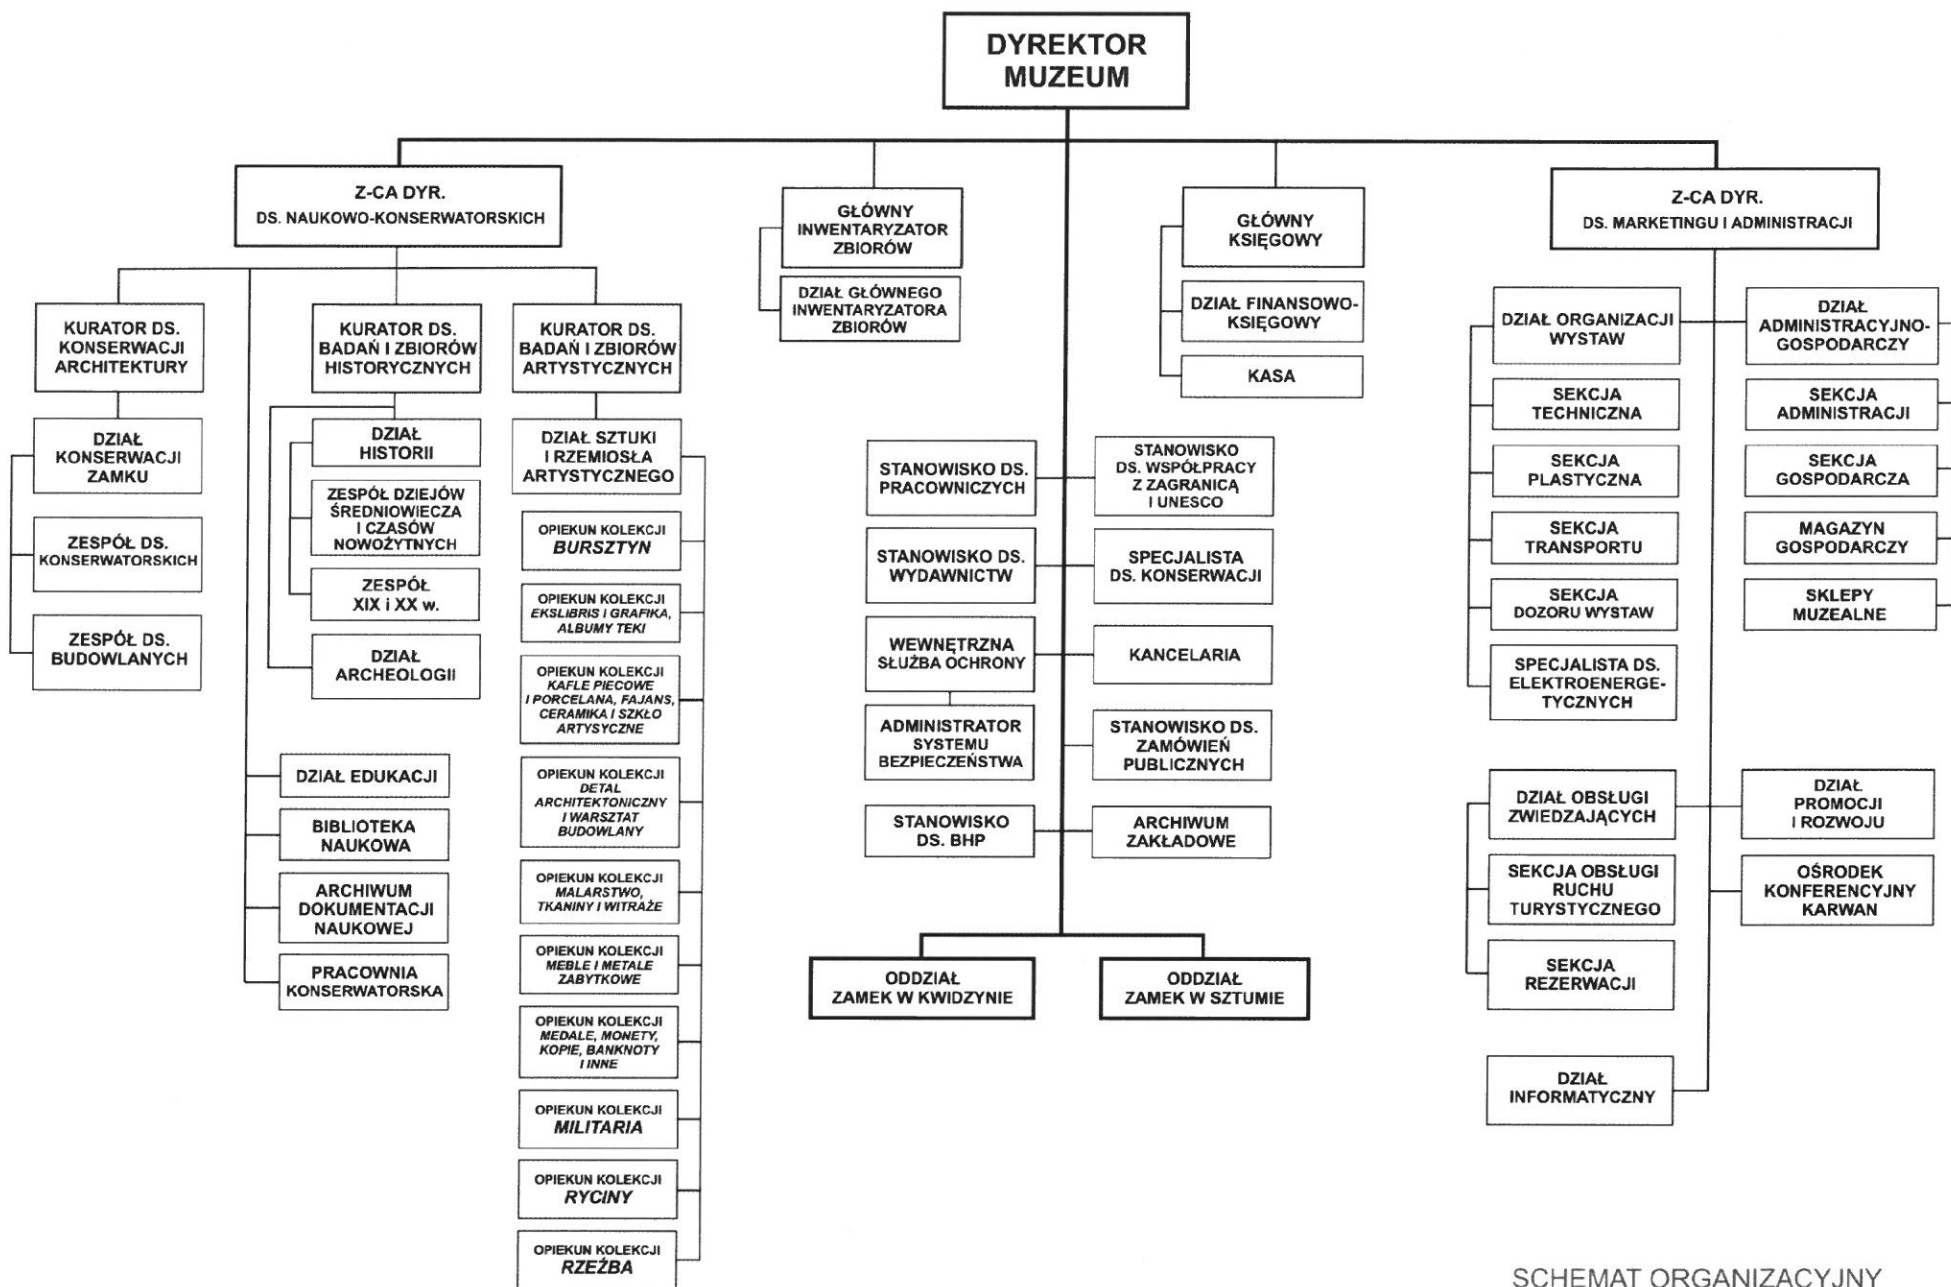 DYREKTOR
MUZEUM
Z-CA DYR.
DS. NAUKOWO-KONSERWATORSKICH
GŁÓWNY
INWENTARYZATOR
ZBIORÓW
DZIAŁ GŁÓWNEGO
INWENTARYZATORA
ZBIORÓW
GŁÓWNY
KSIĘGOWY
DZIAŁ FINANSOWO-
KSIĘGOWY
KASA
Z-CA DYR.
DS. MARKETINGU I ADMINISTRACJI
KURATOR DS.
KONSERWACJI
ARCHITEKTURY
DZIAŁ
KONSERWACJI
ZAMKU
ZESPÓŁ DS.
KONSERWATORSKICH
ZESPÓŁ DS.
BUDOWLANYCH
KURATOR DS.
BADAŃ I ZBIORÓW
HISTORYCZNYCH
DZIAŁ
HISTORII
ZESPÓŁ DZIEJÓW
ŚREDNIOWIECZA
I CZASÓW
NOWOŻYTNYCH
ZESPÓŁ
XIX i XX w.
DZIAŁ
ARCHEOLOGII
DZIAŁ EDUKACJI
BIBLIOTEKA
NAUKOWA
ARCHIWUM
DOKUMENTACJI
NAUKOWEJ
PRACOWNIA
KONSERWATORSKA
KURATOR DS.
BADAŃ I ZBIORÓW
ARTYSTYCZNYCH
DZIAŁ SZTUKI
I RZEMIOSŁA
ARTYSTYCZNEGO
OPIEKUN KOLEKCJI
BURSZTYN
OPIEKUN KOLEKCJI
EKSLIBRIS I GRAFIKA,
ALBUMY TEKI
OPIEKUN KOLEKCJI
KAFLE PIECOWE
I PORCELANA, FAJANS,
CERAMIKA I SZKŁO
ARTYSYCZNE
OPIEKUN KOLEKCJI
DETAL
ARCHITEKTONICZNY
I WARSZTAT
BUDOWLANY
OPIEKUN KOLEKCJI
MALARSTWO,
TKANINY I WITRAŻE
OPIEKUN KOLEKCJI
MEBLE I METALE
ZABYTKOWE
OPIEKUN KOLEKCJI
MEDALE, MONETY,
KOPIE, BANKNOTY
I INNE
OPIEKUN KOLEKCJI
MILITARIA
OPIEKUN KOLEKCJI
RYCINY
OPIEKUN KOLEKCJI
RZEŹBA
STANOWISKO DS.
PRACOWNICZYCH
STANOWISKO
DS. WSPÓŁPRACY
Z ZAGRANICĄ
I UNESCO
STANOWISKO DS.
WYDAWNICTW
SPECJALISTA
DS. KONSERWACJI
WEWNĘTRZNA
SŁUŻBA OCHRONY
KANCELARIA
ADMINISTRATOR
SYSTEMU
BEZPIECZEŃSTWA
STANOWISKO DS.
ZAMÓWIEŃ
PUBLICZNYCH
STANOWISKO
DS. BHP
ARCHIWUM
ZAKŁADOWE
ODDZIAŁ
ZAMEK W KWIDZYNIE
ODDZIAŁ
ZAMEK W SZTUMIE
DZIAŁ ORGANIZACJI
WYSTAW
SEKCJA
TECHNICZNA
SEKCJA
PLASTYCZNA
SEKCJA
TRANSPORTU
SEKCJA
DOZORU WYSTAW
SPECJALISTA DS.
ELEKTROENERGE-
TYCZNYCH
DZIAŁ
ADMINISTRACYJNO-
GOSPODARCZY
SEKCJA
ADMINISTRACJI
SEKCJA
GOSPODARCZA
MAGAZYN
GOSPODARCZY
SKLEPY
MUZEALNE
DZIAŁ OBSŁUGI
ZWIEDZAJĄCYCH
SEKCJA OBSŁUGI
RUCHU
TURYSTYCZNEGO
SEKCJA
REZERWACJI
DZIAŁ
PROMOCJI
I ROZWOJU
OŚRODEK
KONFERENCYJNY
KARWAN
DZIAŁ
INFORMATYCZNY
SCHEMAT ORGANIZACYJNY